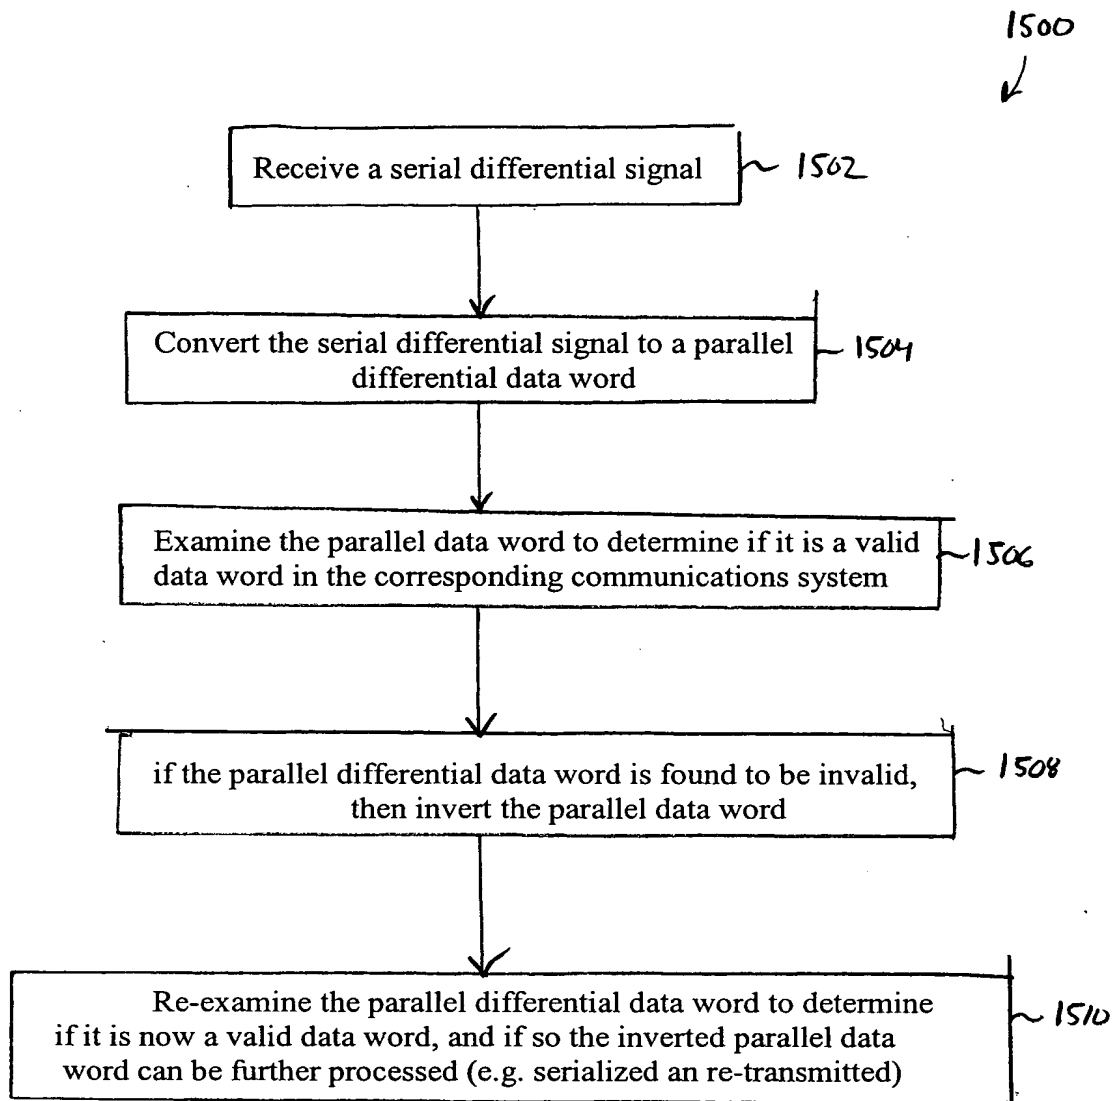 1500
Receive a serial differential signal
1502
Convert the serial differential signal to a parallel
differential data word
1504
Examine the parallel data word to determine if it is a valid
data word in the corresponding communications system
1506
if the parallel differential data word is found to be invalid,
then invert the parallel data word
1508
Re-examine the parallel differential data word to determine
if it is now a valid data word, and if so the inverted parallel data
word can be further processed (e.g. serialized an re-transmitted)
1510